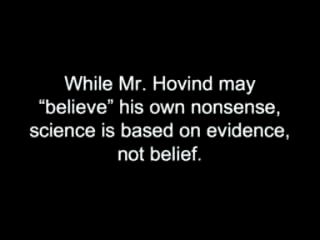 While Mr. Hovind may
“believe” his own nonsense,
science is based on evidence,
not belief.